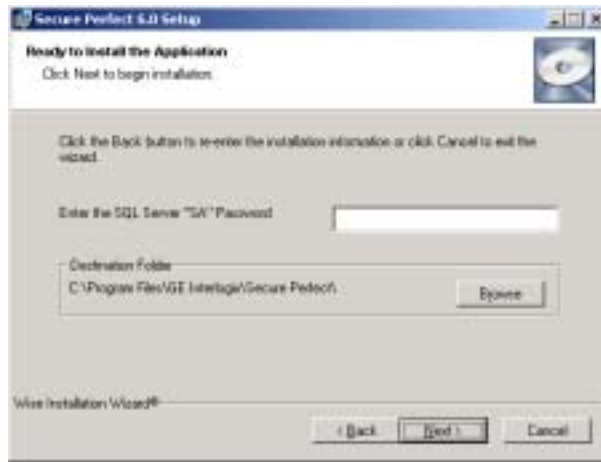 Secure Perfect 6.0 Setup
Ready to Install the Application
Click Next to begin installation.
Click the Back button to re-enter the installation information or click Cancel to exit the
wizard.
Enter the SQL Server "SA" Password
Destination Folder
C:\Program Files\GE Interlogix\Secure Perfect\
Browse
Wise Installation Wizard®
< Back
Next >
Cancel